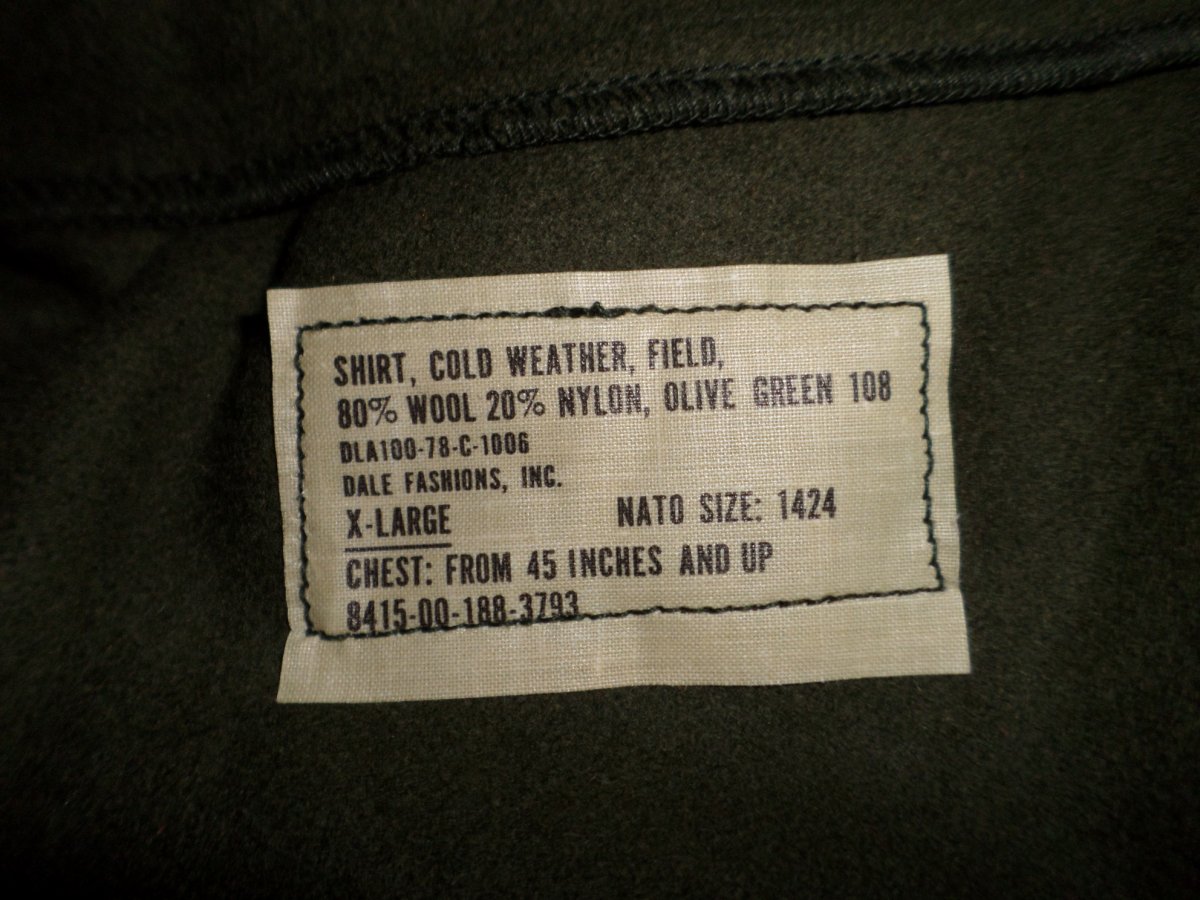 SHIRT, COLD WEATHER, FIELD,
80% WOOL 20% NYLON, OLIVE GREEN 108
DLA100-78-C-1006
DALE FASHIONS, INC.
X-LARGE NATO SIZE: 1424
CHEST: FROM 45 INCHES AND UP
8415-00-188-3793